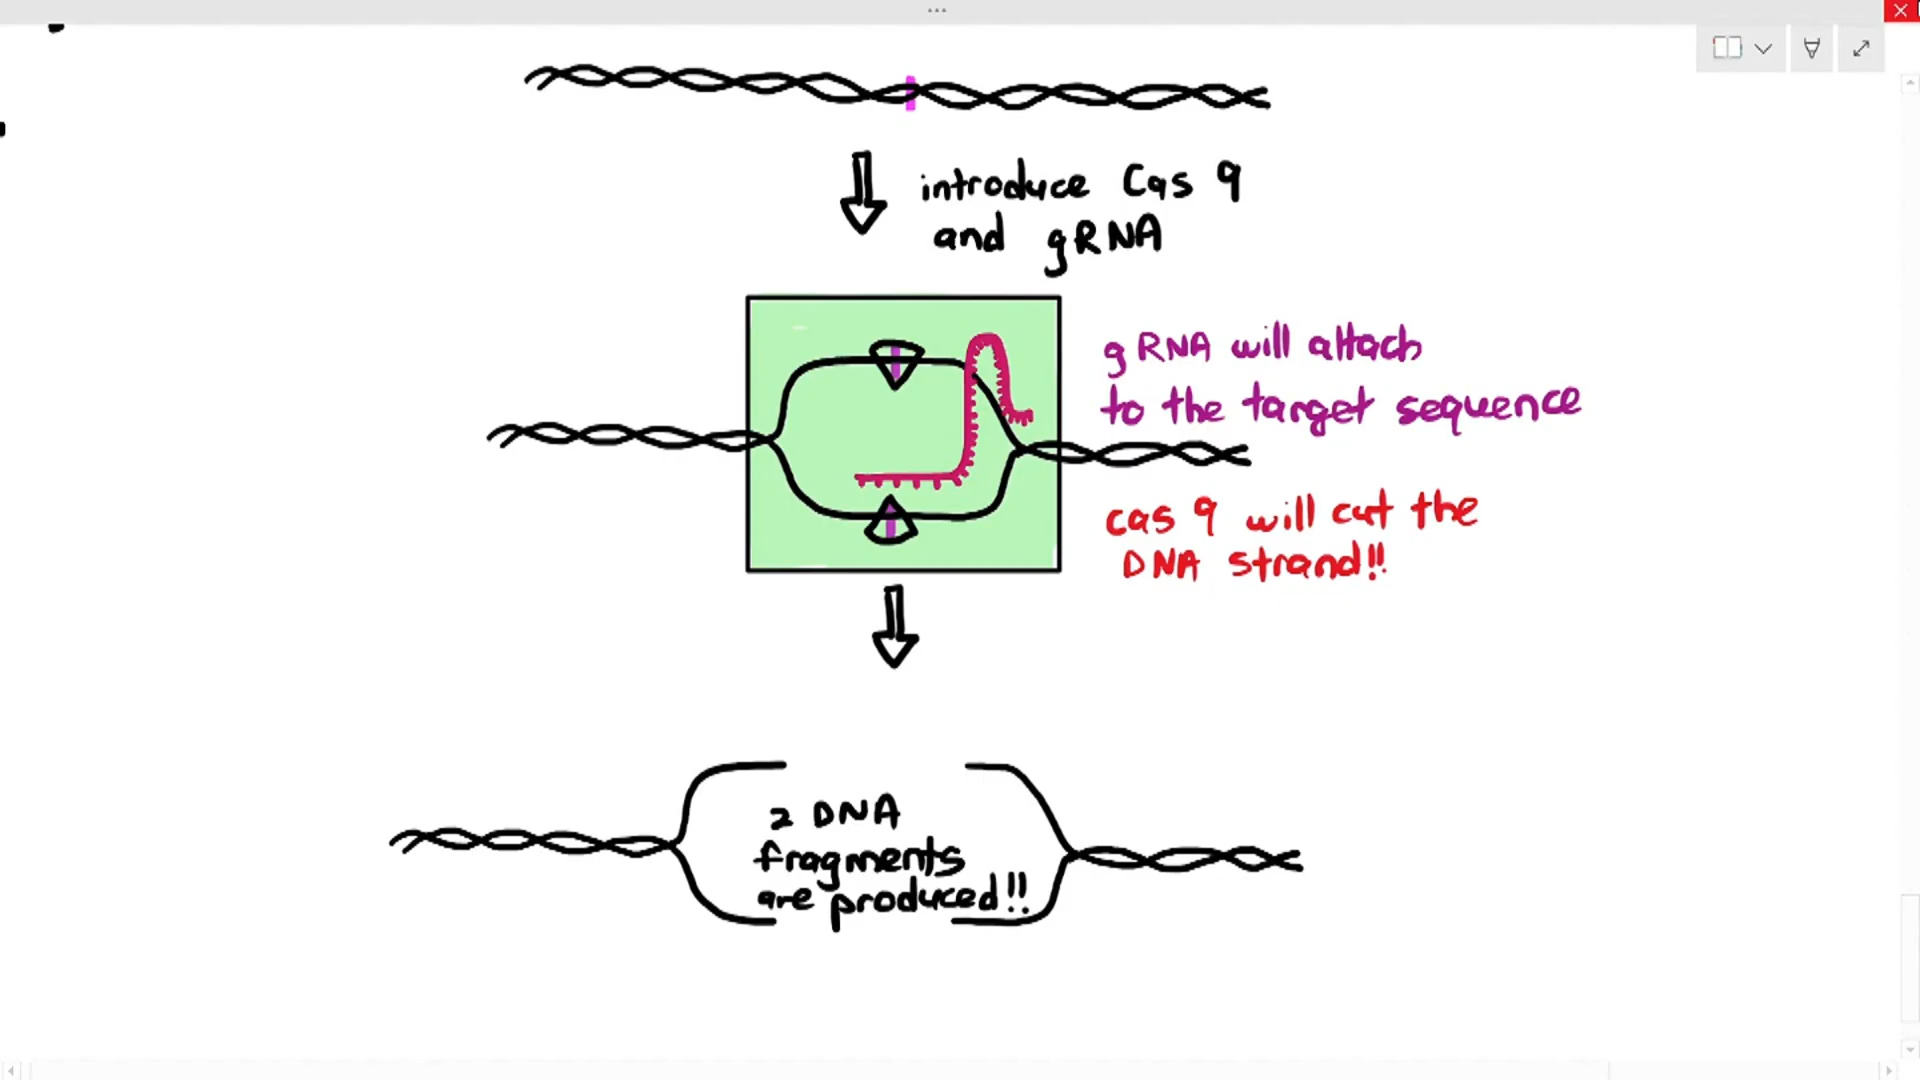 introduce Cas 9
and gRNA
gRNA will attach
to the target sequence
cas 9 will cut the
DNA strand!!
2 DNA
fragments
are produced!!